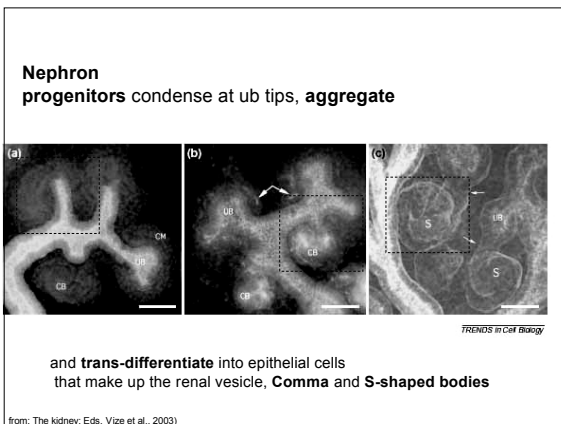 Nephron
progenitors condense at ub tips, aggregate
(a)
CM
UB
CB
(b)
UB
CB
CB
(c)
S
UB
S
TRENDS in Cell Biology
and trans-differentiate into epithelial cells
that make up the renal vesicle, Comma and S-shaped bodies
from: The kidney; Eds. Vize et al., 2003)